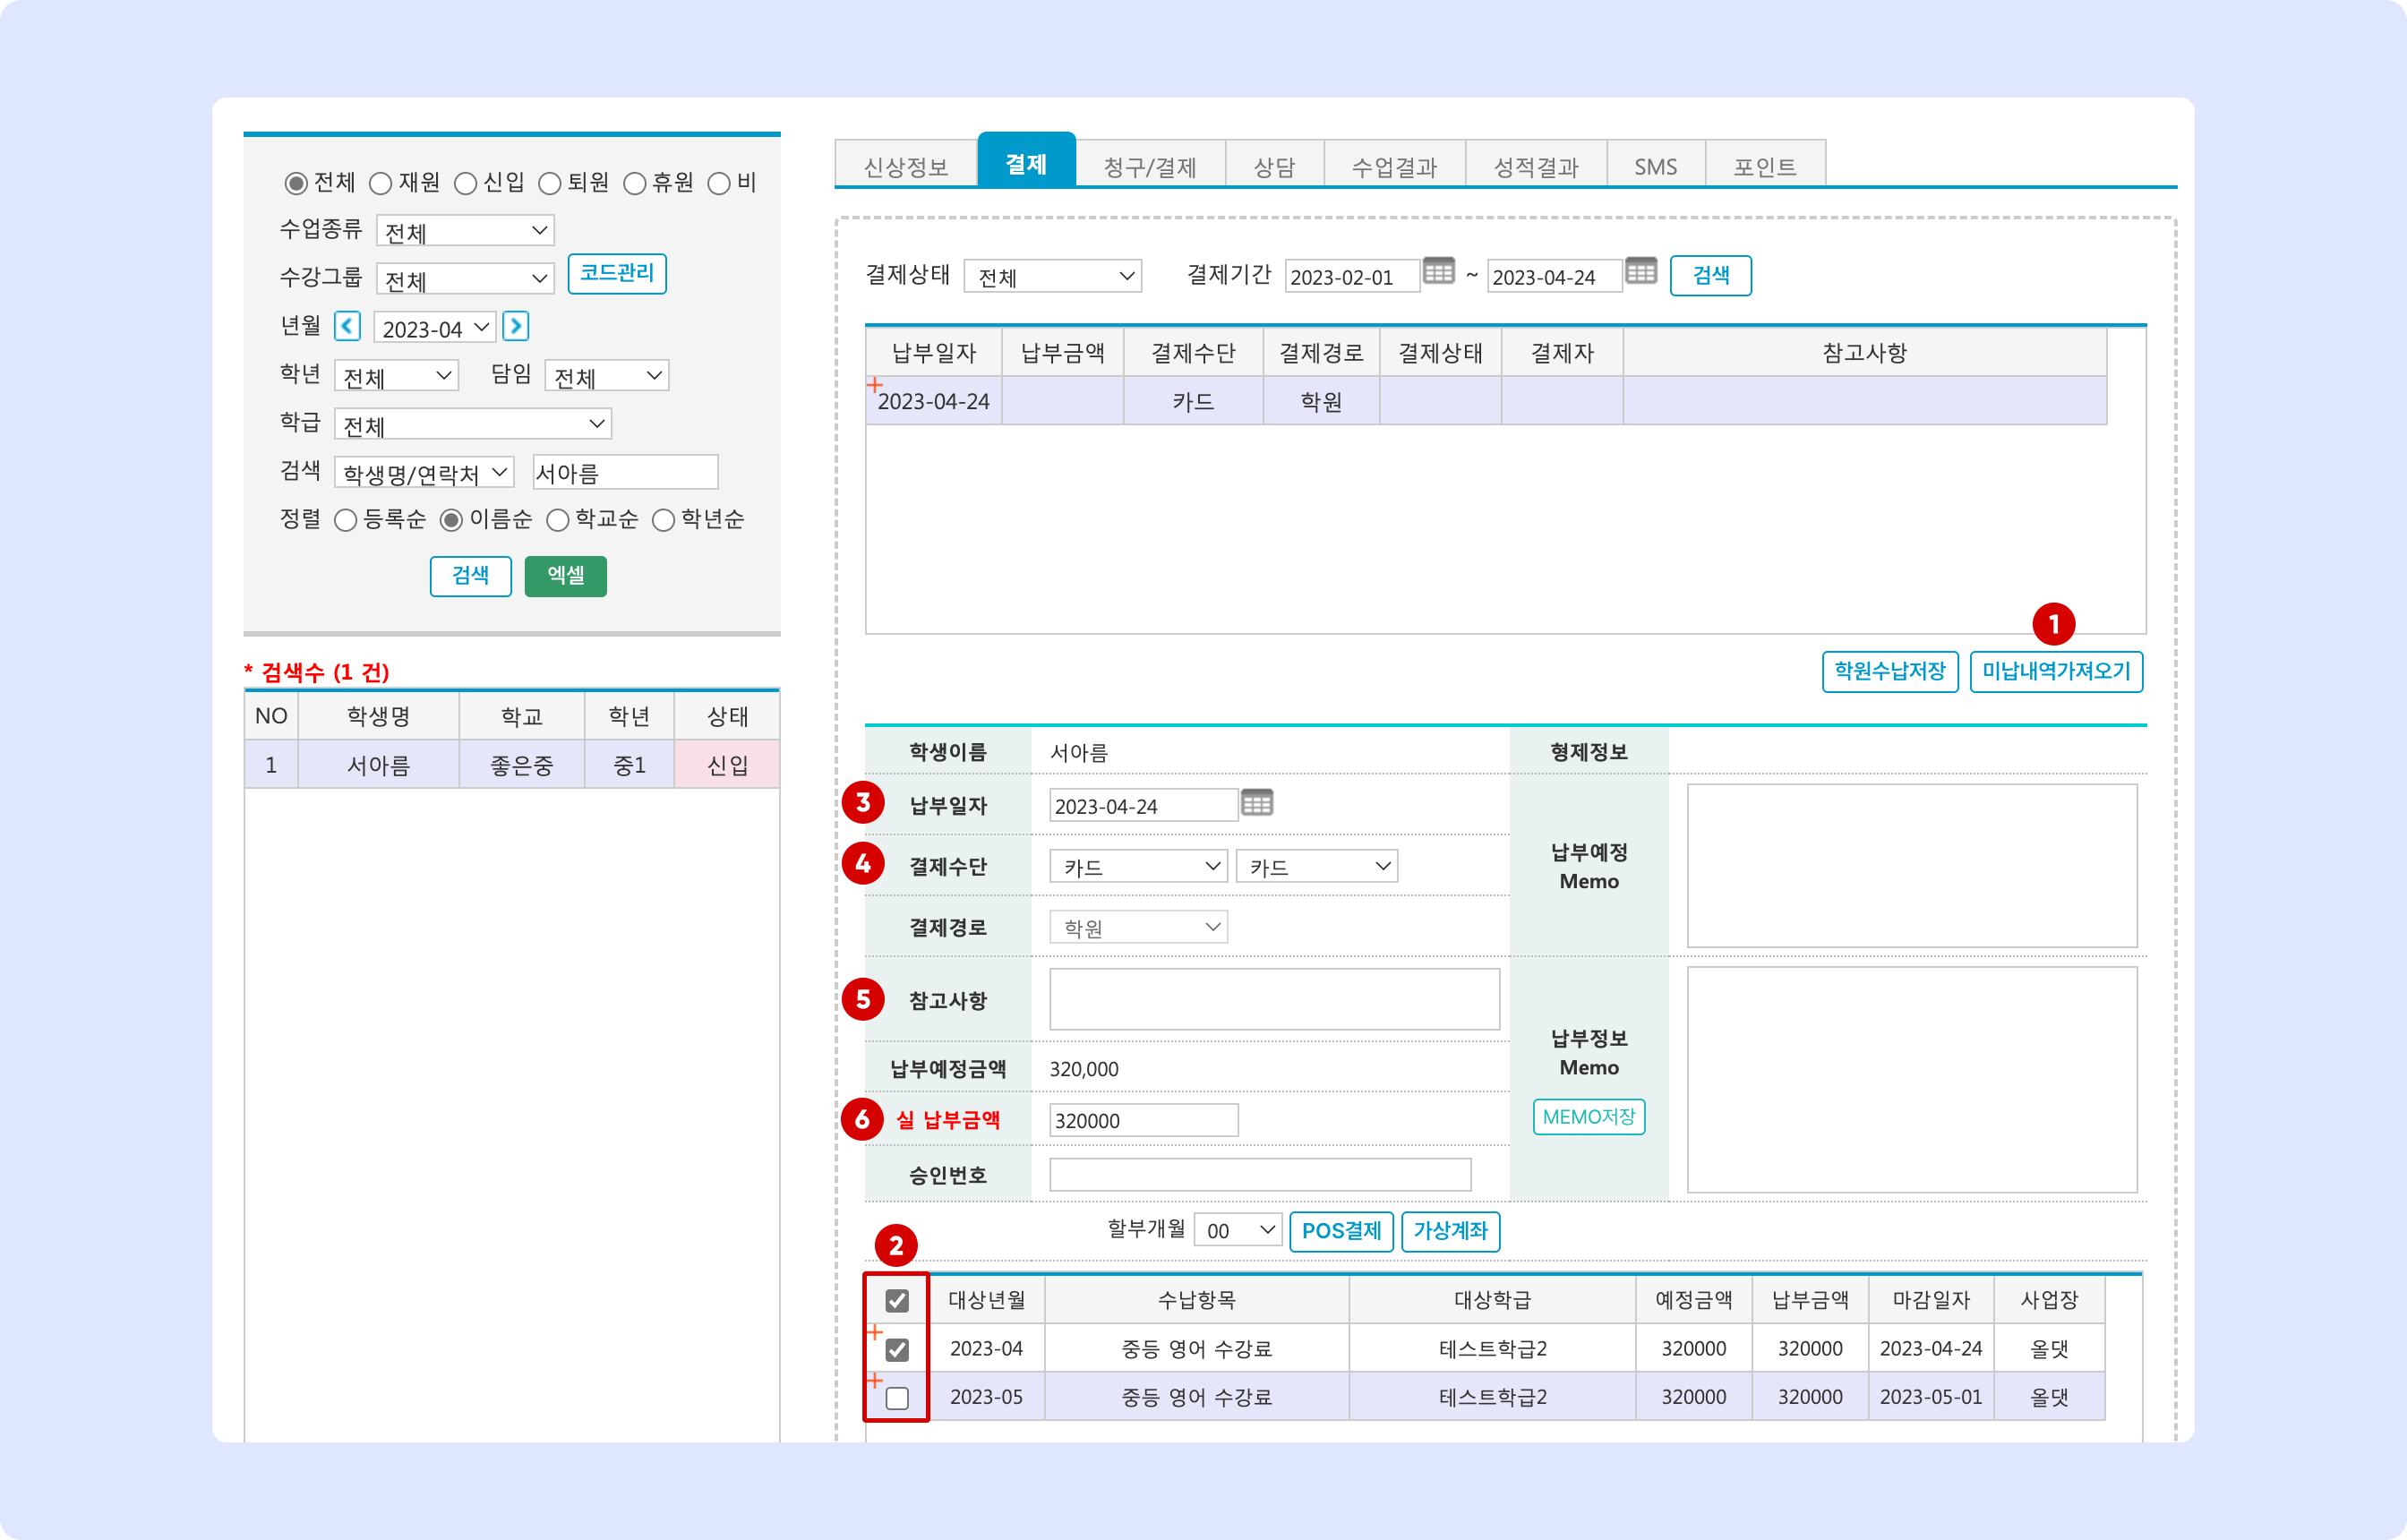 전체 재원 신입 퇴원 휴원 비
수업종류 전체
수강그룹 전체 코드관리
년월 2023-04
학년 전체 담임 전체
학급 전체
검색 학생명/연락처 서아름
정렬 등록순 이름순 학교순 학년순
검색 엑셀
* 검색수 (1 건)
NO 학생명 학교 학년 상태
1 서아름 좋은중 중1 신입
신상정보 결제 청구/결제 상담 수업결과 성적결과 SMS 포인트
결제상태 전체 결제기간 2023-02-01 ~ 2023-04-24 검색
납부일자 납부금액 결제수단 결제경로 결제상태 결제자 참고사항
2023-04-24 카드 학원
1
학원수납저장 미납내역가져오기
학생이름 서아름 형제정보
3 납부일자 2023-04-24
4 결제수단 카드 카드
납부예정
Memo
결제경로 학원
5 참고사항
납부정보
Memo
납부예정금액 320,000
6 실 납부금액 320000 MEMO저장
승인번호
할부개월 00 POS결제 가상계좌
2
대상년월 수납항목 대상학급 예정금액 납부금액 마감일자 사업장
2023-04 중등 영어 수강료 테스트학급2 320000 320000 2023-04-24 올댓
2023-05 중등 영어 수강료 테스트학급2 320000 320000 2023-05-01 올댓